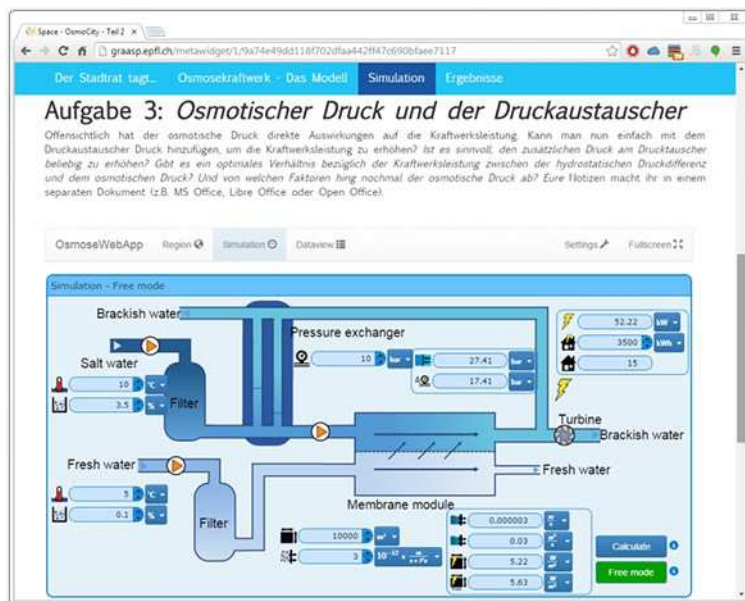 Space - OsmoCity - Teil 2
graasp.epfl.ch/metawidget/1/9a74e49dd118f702dfaa442ff47c690bfaee7117
Der Stadtrat tagt... Osmosekraftwerk - Das Modell Simulation Ergebnisse
Aufgabe 3: Osmotischer Druck und der Druckaustauscher
Offensichtlich hat der osmotische Druck direkte Auswirkungen auf die Kraftwerksleistung. Kann man nun einfach mit dem
Druckaustauscher Druck hinzufügen, um die Kraftwerksleistung zu erhöhen? Ist es sinnvoll, den zusätzlichen Druck am Drucktauscher
beliebig zu erhöhen? Gibt es ein optimales Verhältnis bezüglich der Kraftwerksleistung zwischen der hydrostatischen Druckdifferenz
und dem osmotischen Druck? Und von welchen Faktoren hing nochmal der osmotische Druck ab? Eure Notizen macht ihr in einem
separaten Dokument (z.B. MS Office, Libre Office oder Open Office).
OsmoseWebApp Region Simulation Dataview Settings Fullscreen
Simulation - Free mode
Brackish water
Pressure exchanger
Salt water
10 bar 27.41 bar
17.41 bar
52.22 kW
3500 kWh
15
10 °C
3.5 %
Filter
Turbine
Brackish water
Fresh water
Fresh water
5 °C
0.1 %
Filter
Membrane module
10000 m²
3
0.000003
0.03
5.22
5.63
Calculate
Free mode